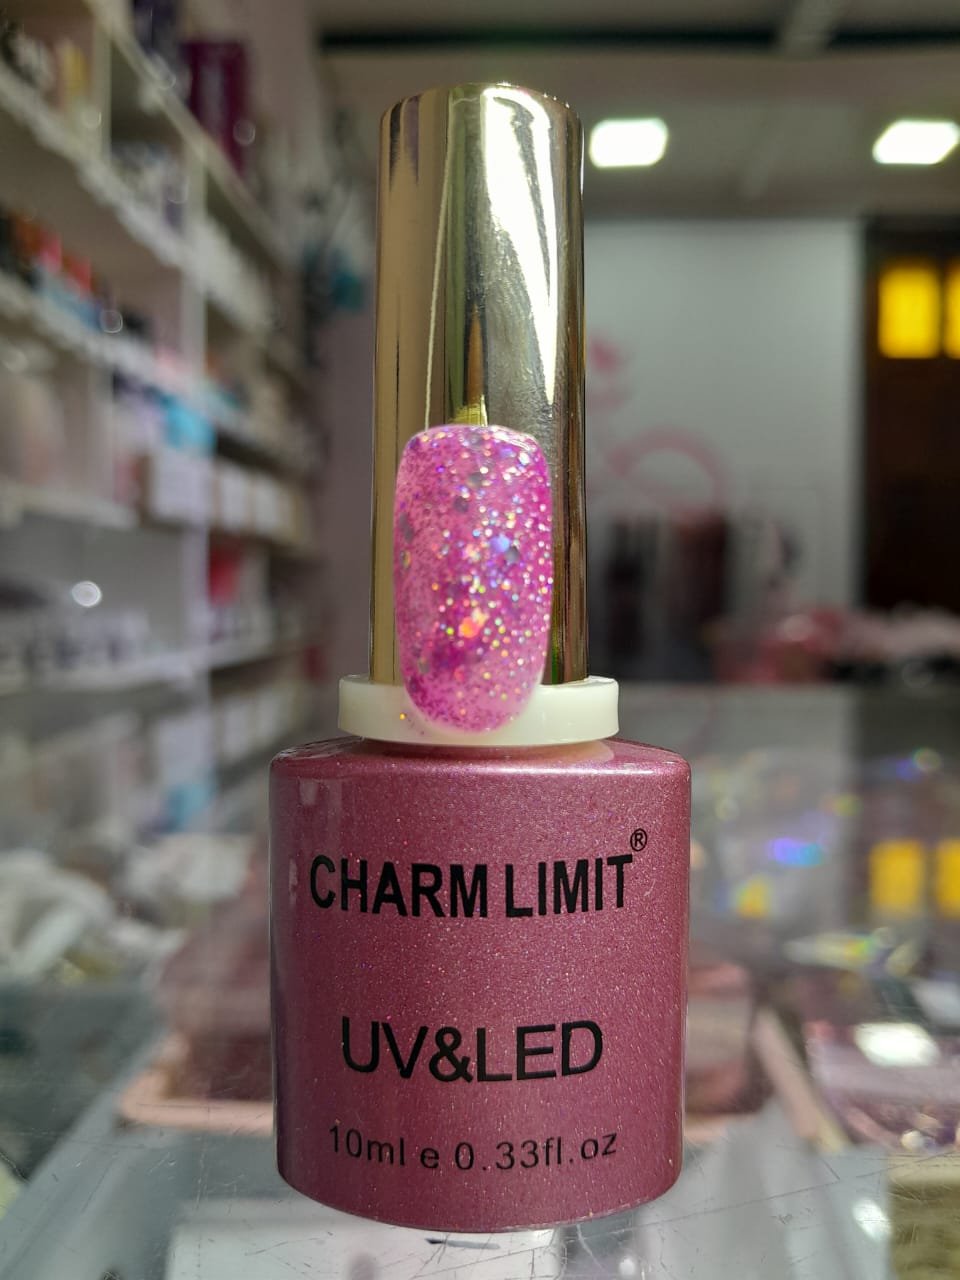 CHARM LIMIT®
UV&LED
10ml e 0.33fl.oz